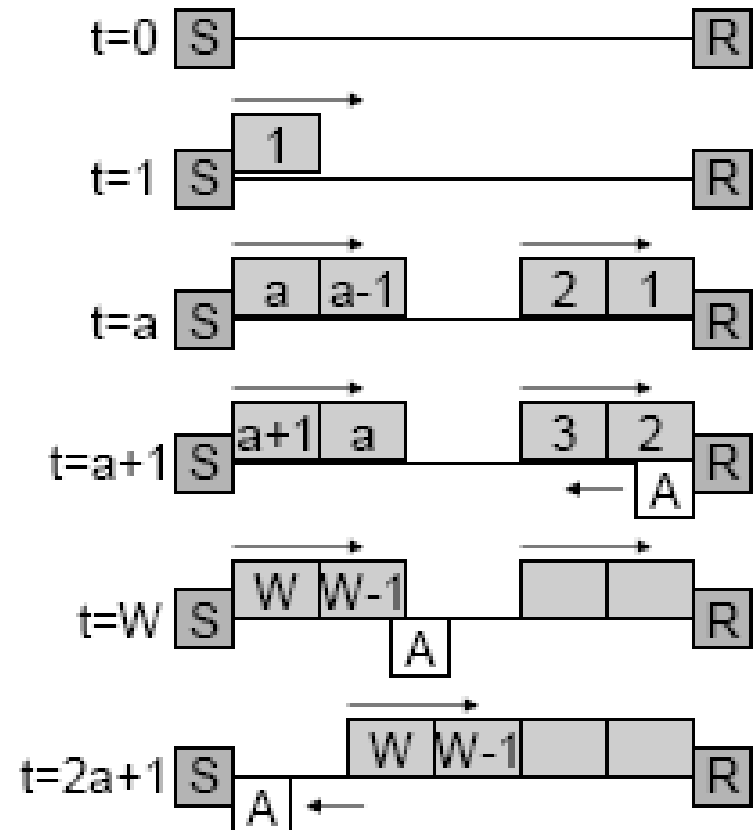 t=0 S R
1
t=1 S R
a a-1 2 1
t=a S R
a+1 a 3 2
t=a+1 S R
A
W W-1
t=W S R
A
W W-1
t=2a+1 S R
A